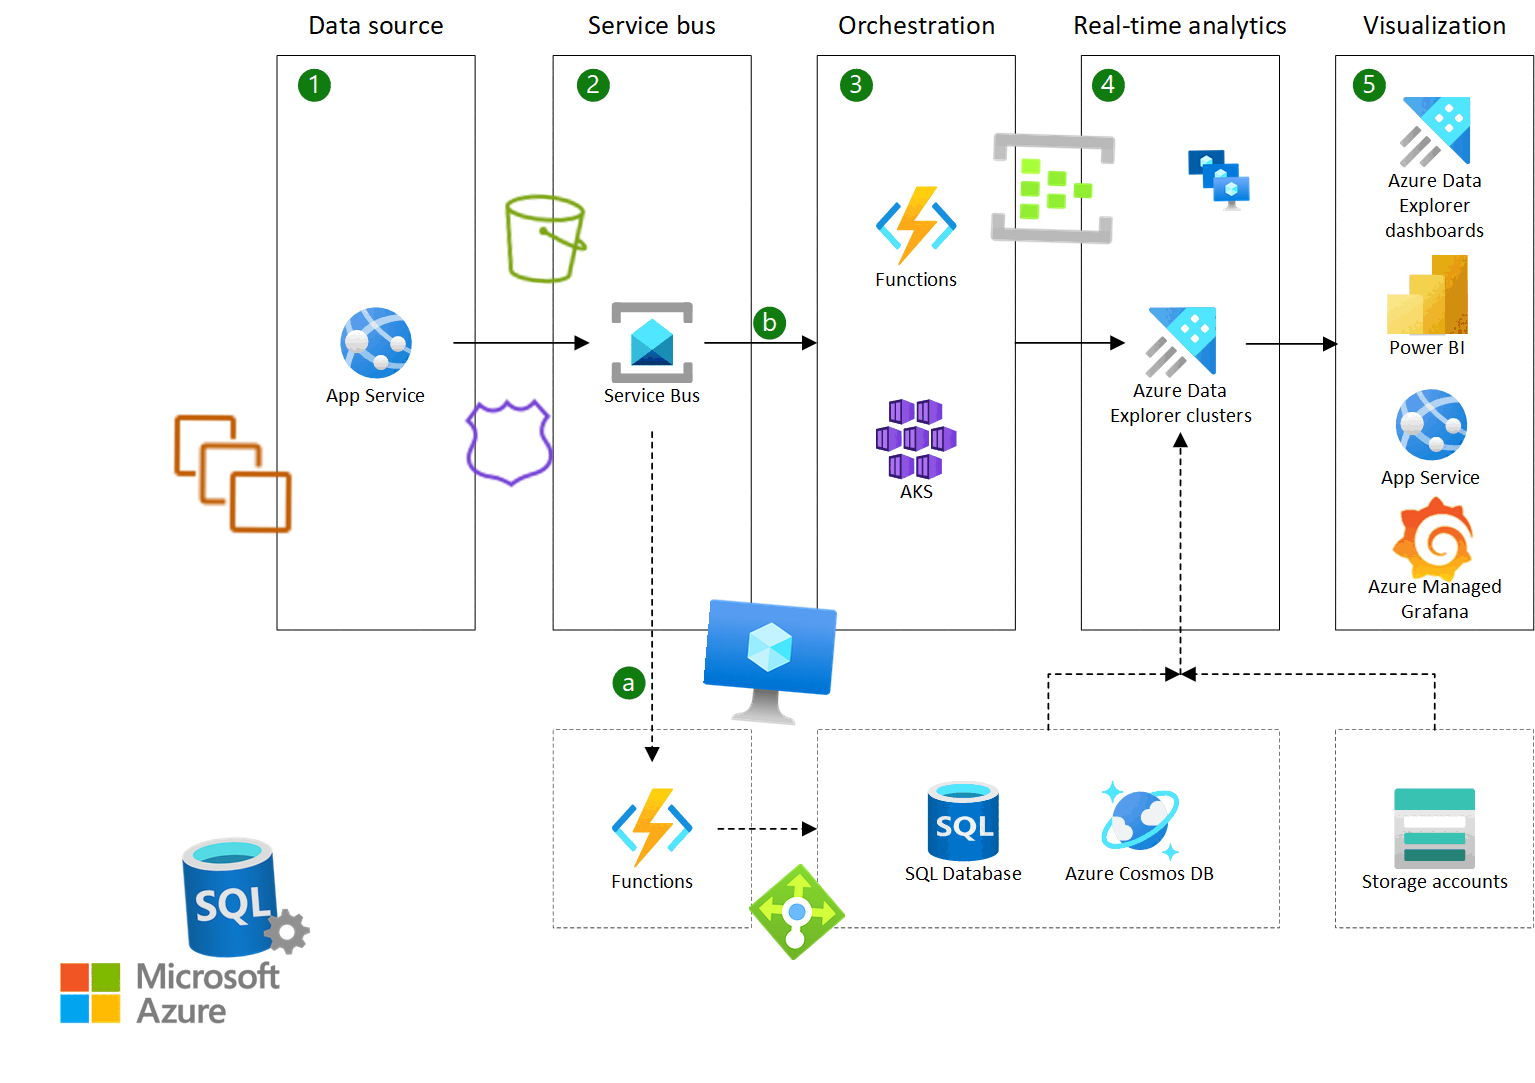 Data source
Service bus
Orchestration
Real-time analytics
Visualization
1
2
3
4
5
Azure Data
Explorer
dashboards
Functions
b
Power BI
App Service
Service Bus
Azure Data
Explorer clusters
App Service
AKS
Azure Managed
Grafana
a
Functions
SQL
SQL Database
Azure Cosmos DB
Storage accounts
SQL
Microsoft
Azure